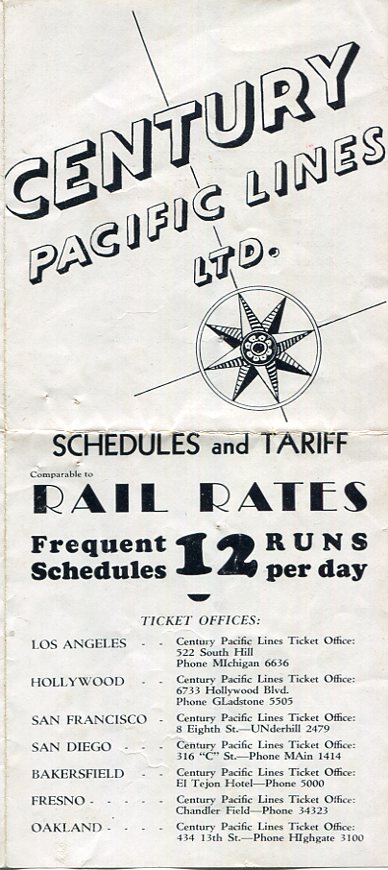 CENTURY
PACIFIC LINES
LTD.
SCHEDULES and TARIFF
Comparable to
RAIL RATES
Frequent Schedules 12 RUNS per day
TICKET OFFICES:
LOS ANGELES - - Century Pacific Lines Ticket Office:
522 South Hill
Phone MIchigan 6636
HOLLYWOOD - - Century Pacific Lines Ticket Office:
6733 Hollywood Blvd.
Phone GLadstone 5505
SAN FRANCISCO - Century Pacific Lines Ticket Office:
8 Eighth St.—UNderhill 2479
SAN DIEGO - - Century Pacific Lines Ticket Office:
316 "C" St.—Phone MAin 1414
BAKERSFIELD - - Century Pacific Lines Ticket Office:
El Tejon Hotel—Phone 5000
FRESNO - - - - Century Pacific Lines Ticket Office:
Chandler Field—Phone 34323
OAKLAND - - - - Century Pacific Lines Ticket Office:
434 13th St.—Phone HIghgate 3100